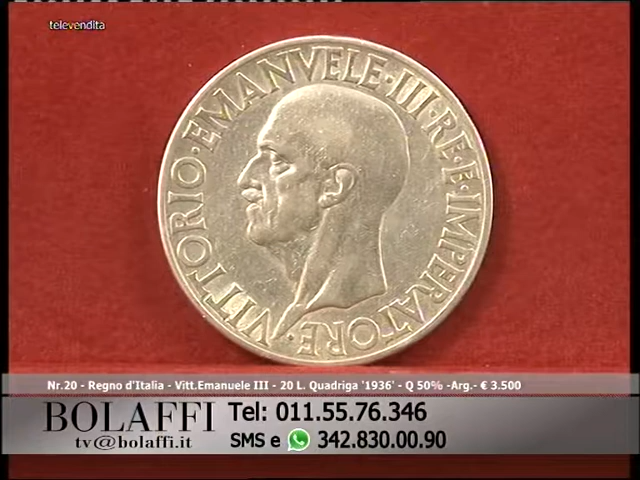 televendita
VITTORIO·EMANVELE·III·RE·E·IMPERATORE·
Nr.20 - Regno d'Italia - Vitt.Emanuele III - 20 L. Quadriga '1936' - Q 50% -Arg.- € 3.500
BOLAFFI
tv@bolaffi.it
Tel: 011.55.76.346
SMS e 342.830.00.90